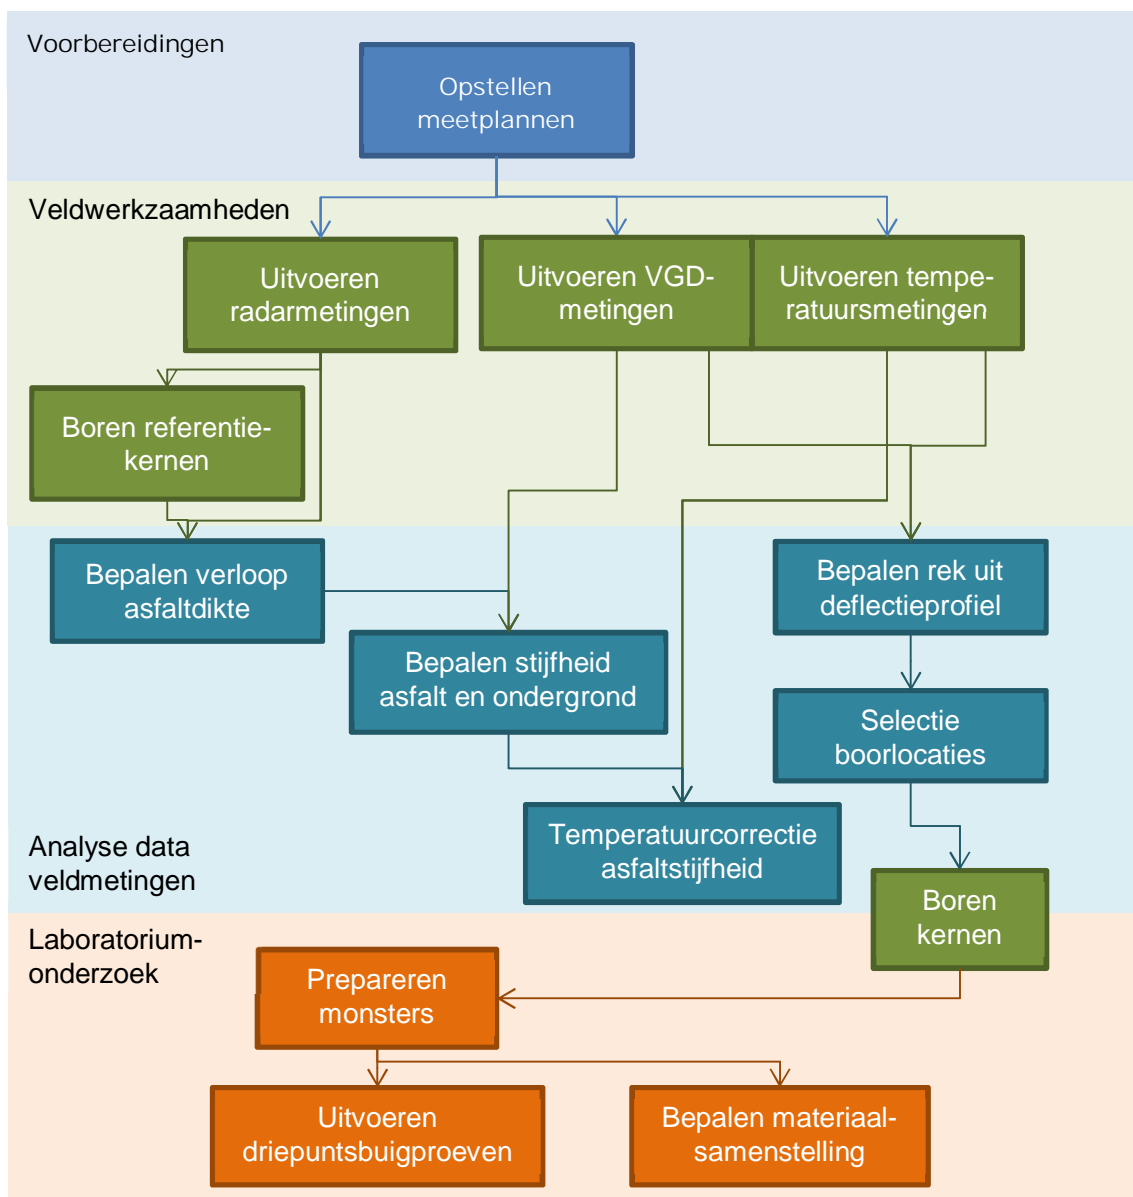 Voorbereidingen
Opstellen
meetplannen
Veldwerkzaamheden
Uitvoeren
radarmetingen
Uitvoeren VGD-
metingen
Uitvoeren tempe-
ratuursmetingen
Boren referentie-
kernen
Bepalen verloop
asfaltdikte
Bepalen rek uit
deflectieprofiel
Bepalen stijfheid
asfalt en ondergrond
Selectie
boorlocaties
Temperatuurcorrectie
asfaltstijfheid
Analyse data
veldmetingen
Boren
kernen
Laboratorium-
onderzoek
Prepareren
monsters
Uitvoeren
driepuntsbuigproeven
Bepalen materiaal-
samenstelling